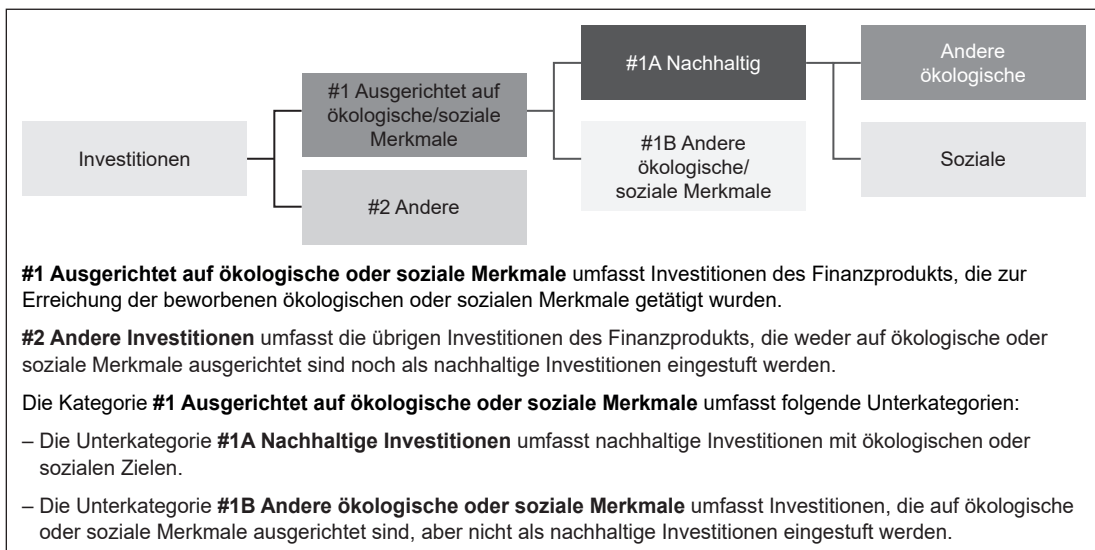 Investitionen
#1 Ausgerichtet auf
ökologische/soziale
Merkmale
#2 Andere
#1A Nachhaltig
#1B Andere
ökologische/
soziale Merkmale
Andere
ökologische
Soziale
#1 Ausgerichtet auf ökologische oder soziale Merkmale umfasst Investitionen des Finanzprodukts, die zur
Erreichung der beworbenen ökologischen oder sozialen Merkmale getätigt wurden.
#2 Andere Investitionen umfasst die übrigen Investitionen des Finanzprodukts, die weder auf ökologische oder
soziale Merkmale ausgerichtet sind noch als nachhaltige Investitionen eingestuft werden.
Die Kategorie #1 Ausgerichtet auf ökologische oder soziale Merkmale umfasst folgende Unterkategorien:
– Die Unterkategorie #1A Nachhaltige Investitionen umfasst nachhaltige Investitionen mit ökologischen oder
sozialen Zielen.
– Die Unterkategorie #1B Andere ökologische oder soziale Merkmale umfasst Investitionen, die auf ökologische
oder soziale Merkmale ausgerichtet sind, aber nicht als nachhaltige Investitionen eingestuft werden.